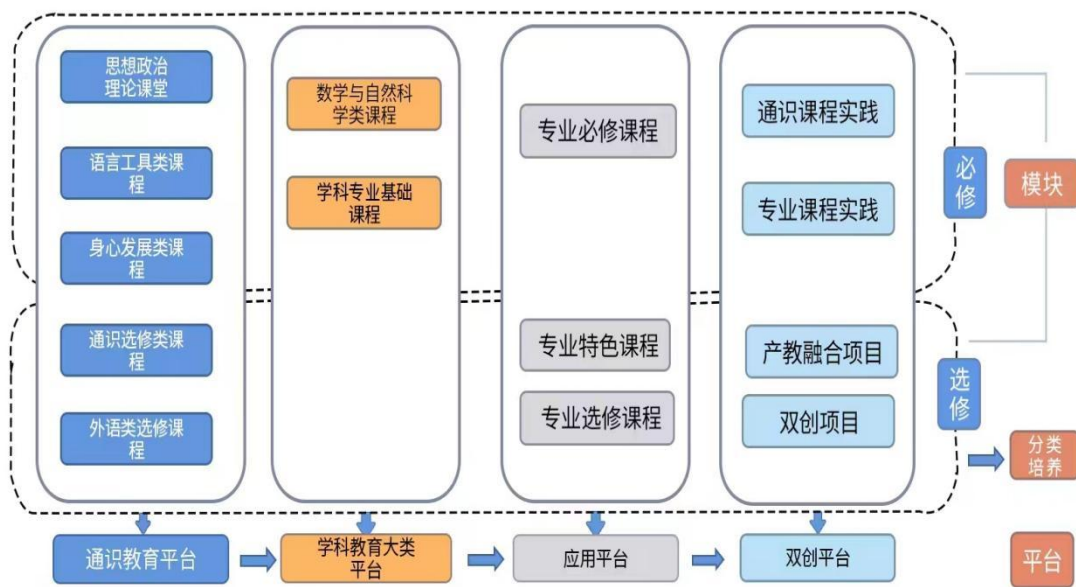 思想政治
理论课堂
语言工具类课
程
身心发展类课
程
通识选修类课
程
外语类选修课
程
数学与自然科
学类课程
学科专业基础
课程
专业必修课程
专业特色课程
专业选修课程
通识课程实践
专业课程实践
产教融合项目
双创项目
必
修
选
修
模块
分类
培养
通识教育平台
学科教育大类
平台
应用平台
双创平台
平台